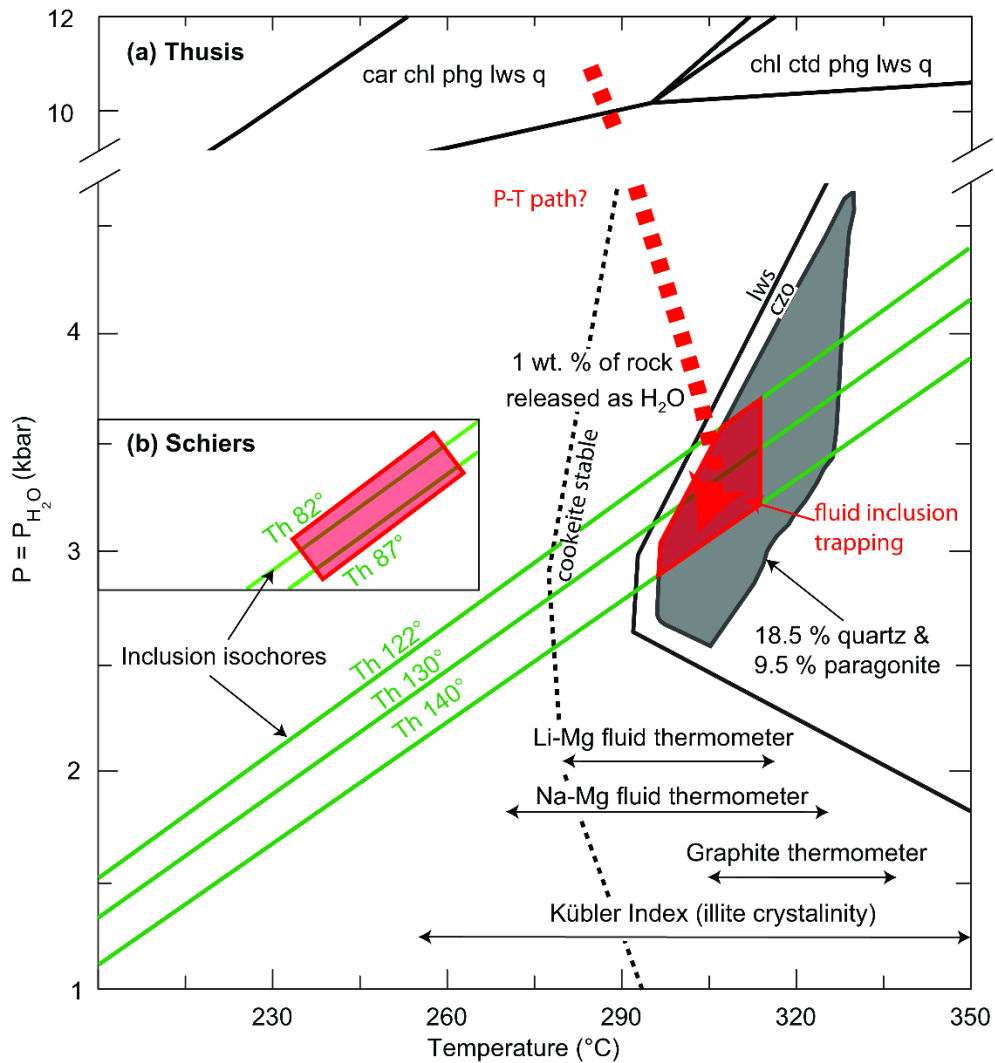 12
(a) Thusis
car chl phg lws q
chl ctd phg lws q
10
P-T path?
lws
czo
4
1 wt. % of rock
released as H₂O
cookeite stable
(b) Schiers
Th 82°
Th 87°
fluid inclusion
trapping
3
P = P_H₂O (kbar)
18.5 % quartz &
9.5 % paragonite
Inclusion isochores
Th 122°
Th 130°
Th 140°
Li-Mg fluid thermometer
2
Na-Mg fluid thermometer
Graphite thermometer
Kübler Index (illite crystalinity)
1
230 260 290 320 350
Temperature (°C)